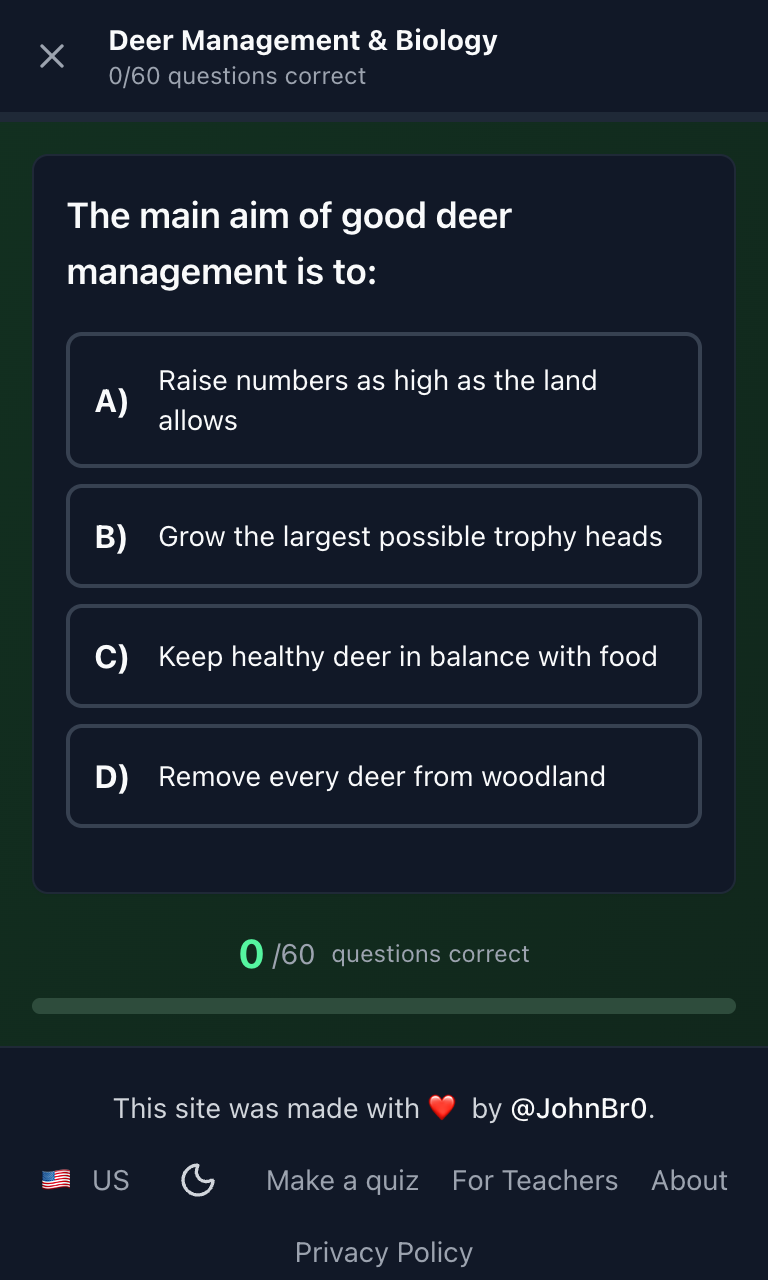 Deer Management & Biology
0/60 questions correct
The main aim of good deer
management is to:
A) Raise numbers as high as the land
allows
B) Grow the largest possible trophy heads
C) Keep healthy deer in balance with food
D) Remove every deer from woodland
0 /60 questions correct
This site was made with ❤️ by @JohnBr0.
🇺🇸 US Make a quiz For Teachers About
Privacy Policy